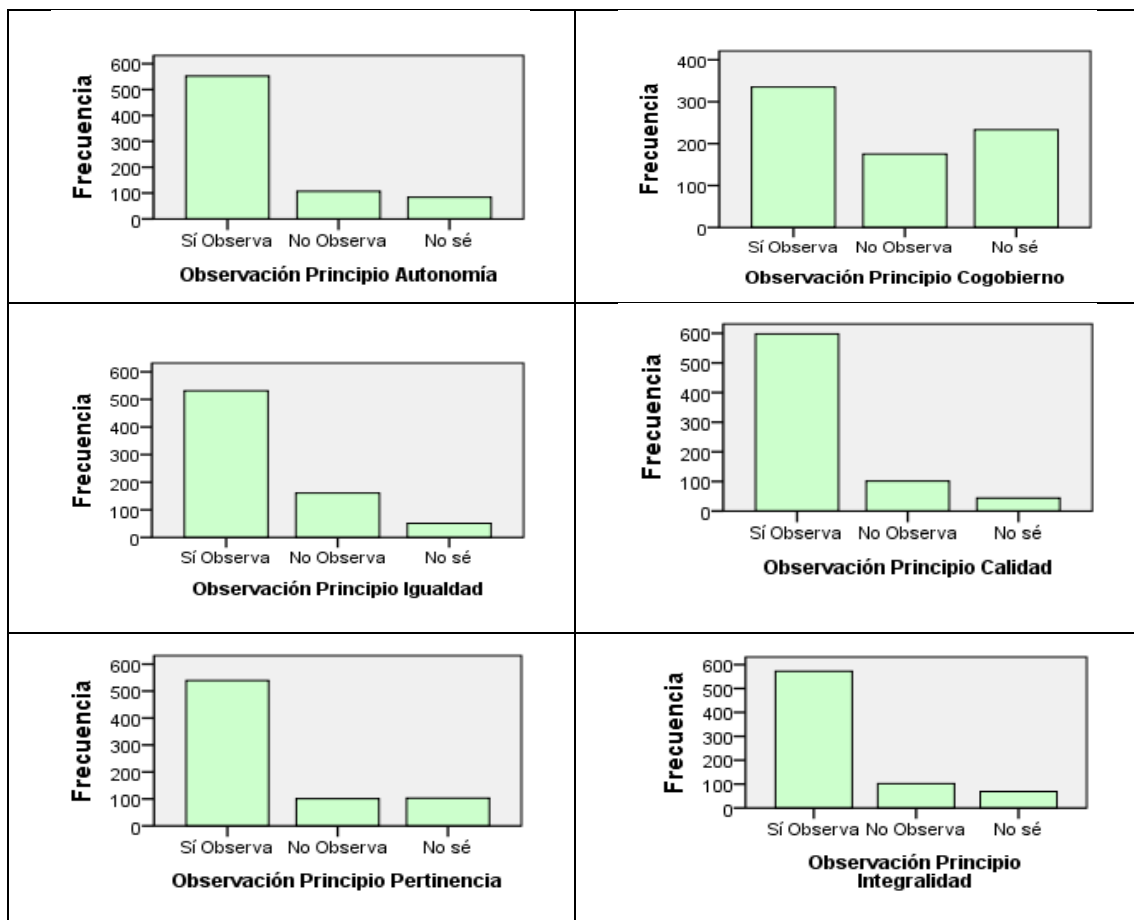 Frecuencia
600
500
400
300
200
100
0
Sí Observa No Observa No sé
Observación Principio Autonomía
Frecuencia
400
300
200
100
0
Sí Observa No Observa No sé
Observación Principio Cogobierno
Frecuencia
600
500
400
300
200
100
0
Sí Observa No Observa No sé
Observación Principio Igualdad
Frecuencia
600
500
400
300
200
100
0
Sí Observa No Observa No sé
Observación Principio Calidad
Frecuencia
600
500
400
300
200
100
0
Sí Observa No Observa No sé
Observación Principio Pertinencia
Frecuencia
600
500
400
300
200
100
0
Sí Observa No Observa No sé
Observación Principio
Integralidad